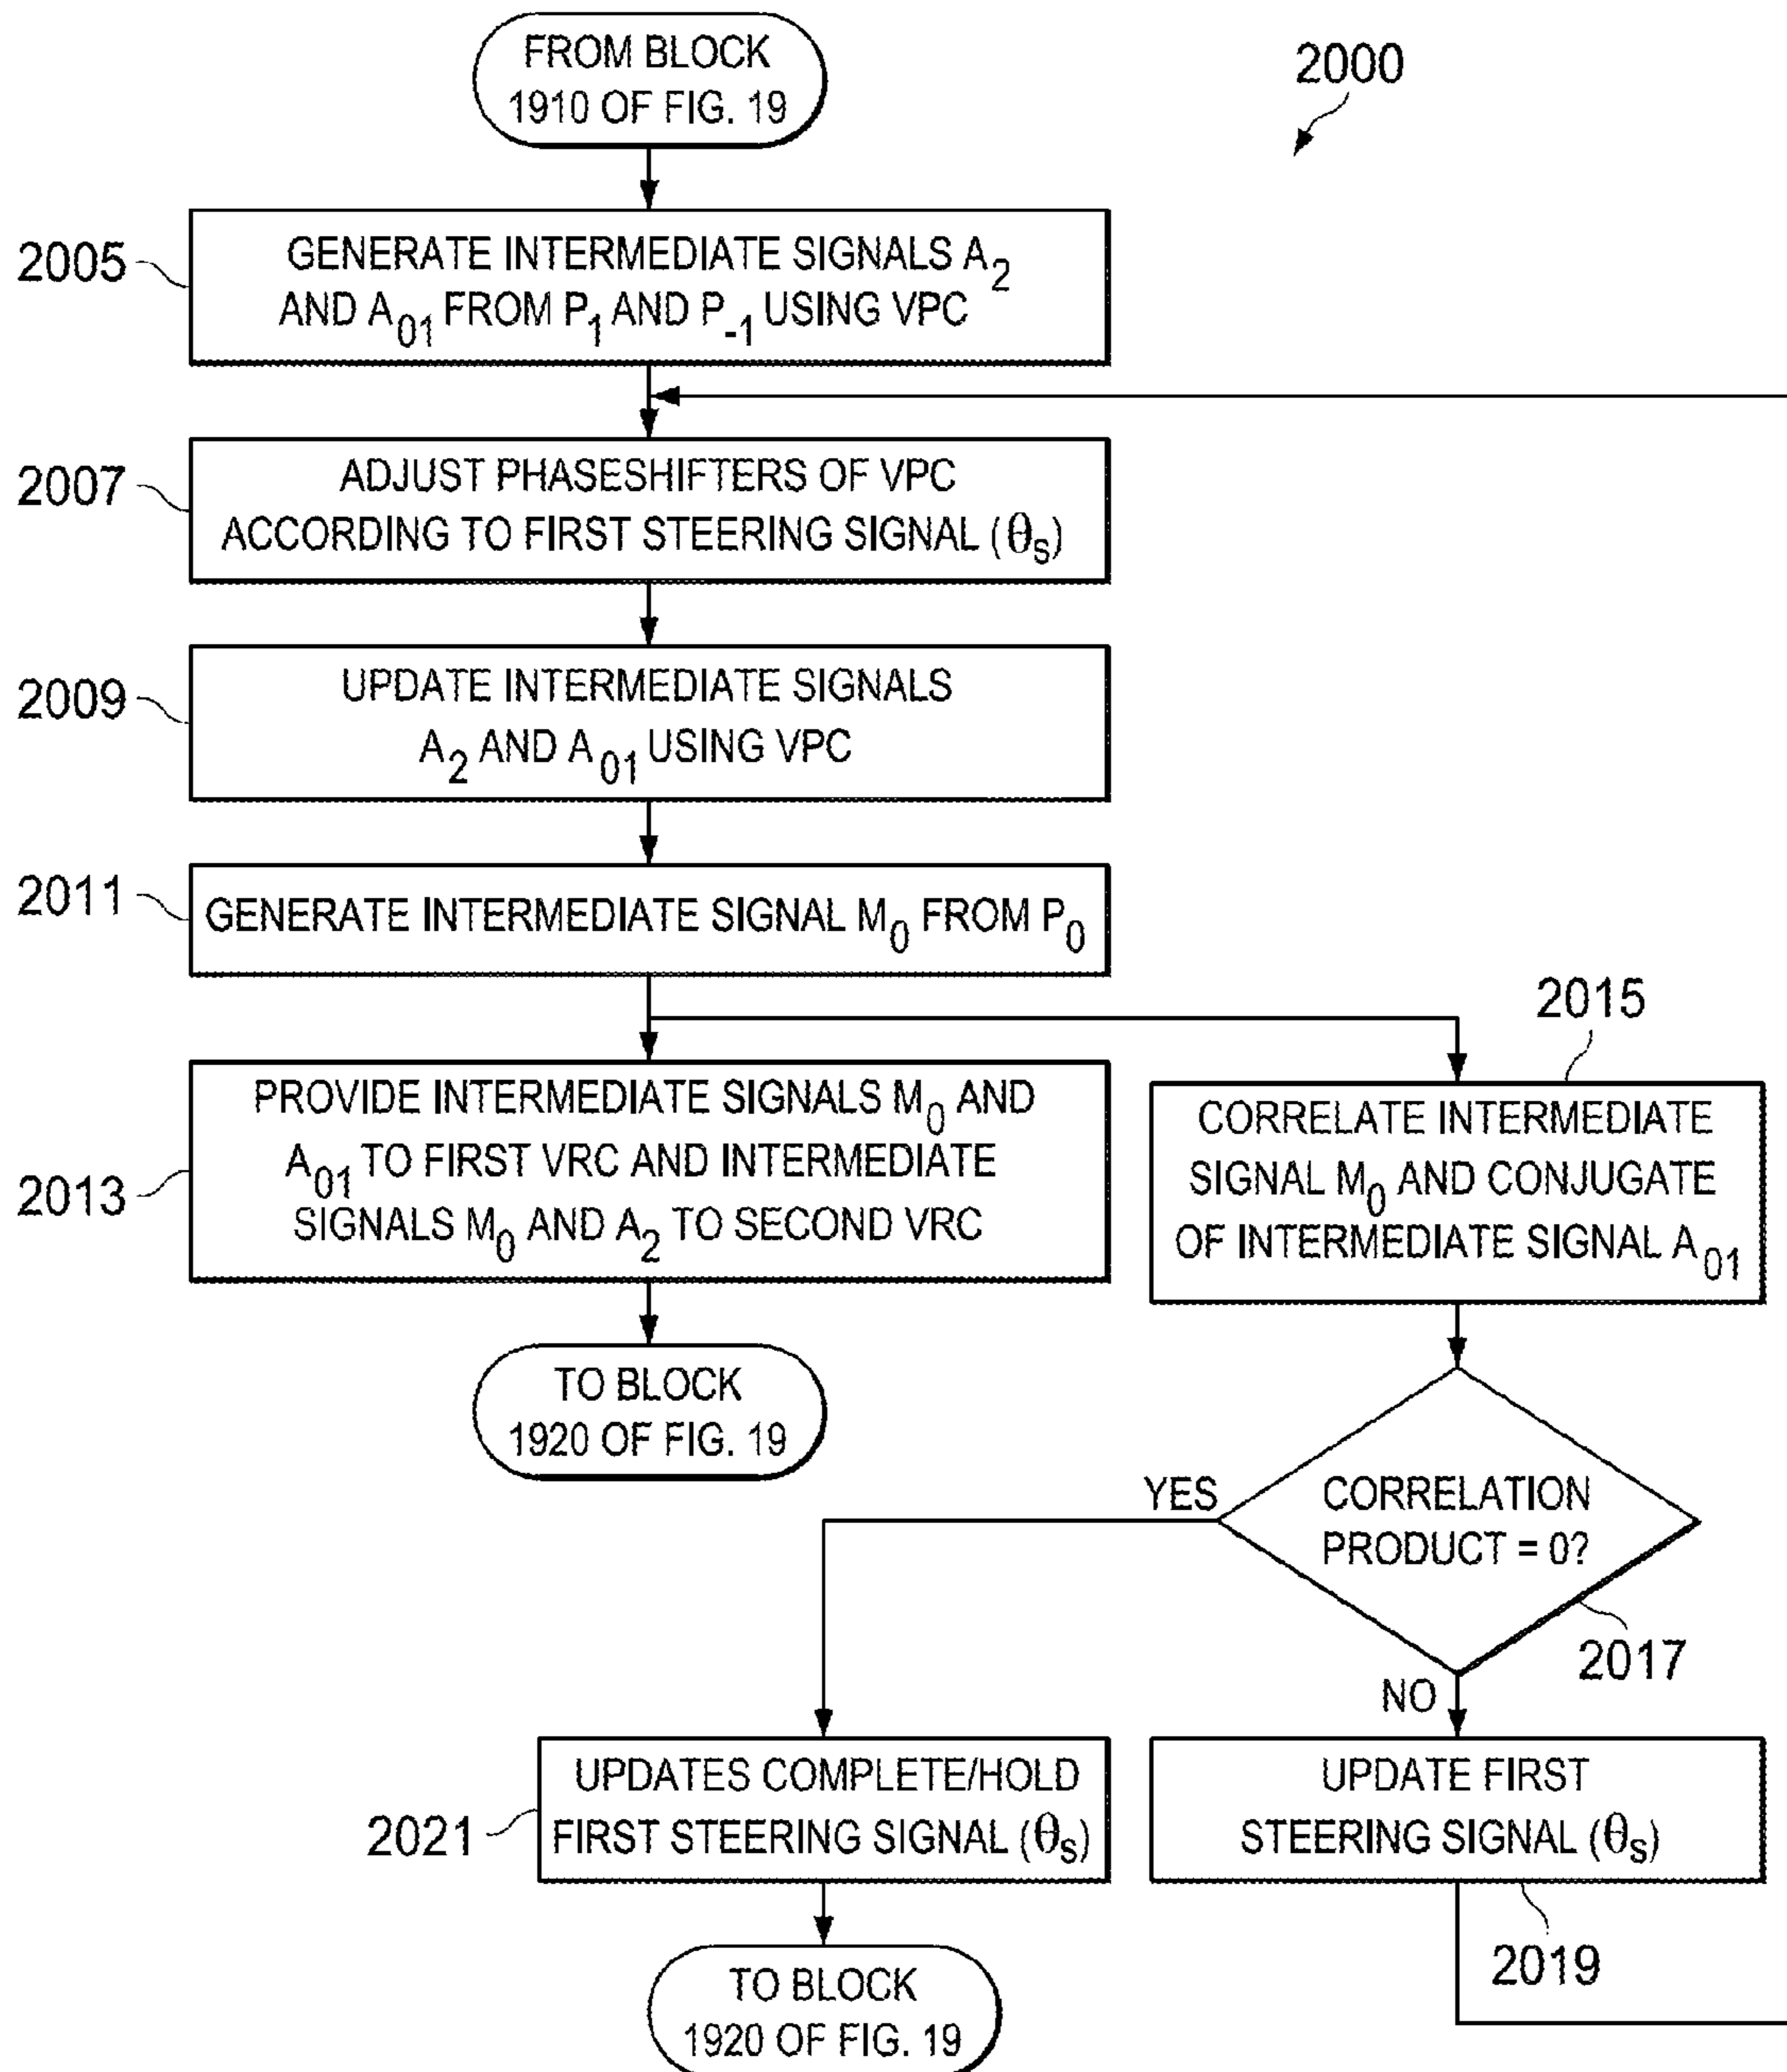 FROM BLOCK
1910 OF FIG. 19
2000
2005
GENERATE INTERMEDIATE SIGNALS A2
AND A01 FROM P1 AND P-1 USING VPC
2007
ADJUST PHASESHIFTERS OF VPC
ACCORDING TO FIRST STEERING SIGNAL (θs)
2009
UPDATE INTERMEDIATE SIGNALS
A2 AND A01 USING VPC
2011
GENERATE INTERMEDIATE SIGNAL M0 FROM P0
2013
PROVIDE INTERMEDIATE SIGNALS M0 AND
A01 TO FIRST VRC AND INTERMEDIATE
SIGNALS M0 AND A2 TO SECOND VRC
TO BLOCK
1920 OF FIG. 19
2015
CORRELATE INTERMEDIATE
SIGNAL M0 AND CONJUGATE
OF INTERMEDIATE SIGNAL A01
YES
CORRELATION
PRODUCT = 0?
2017
NO
2021
UPDATES COMPLETE/HOLD
FIRST STEERING SIGNAL (θs)
UPDATE FIRST
STEERING SIGNAL (θs)
2019
TO BLOCK
1920 OF FIG. 19